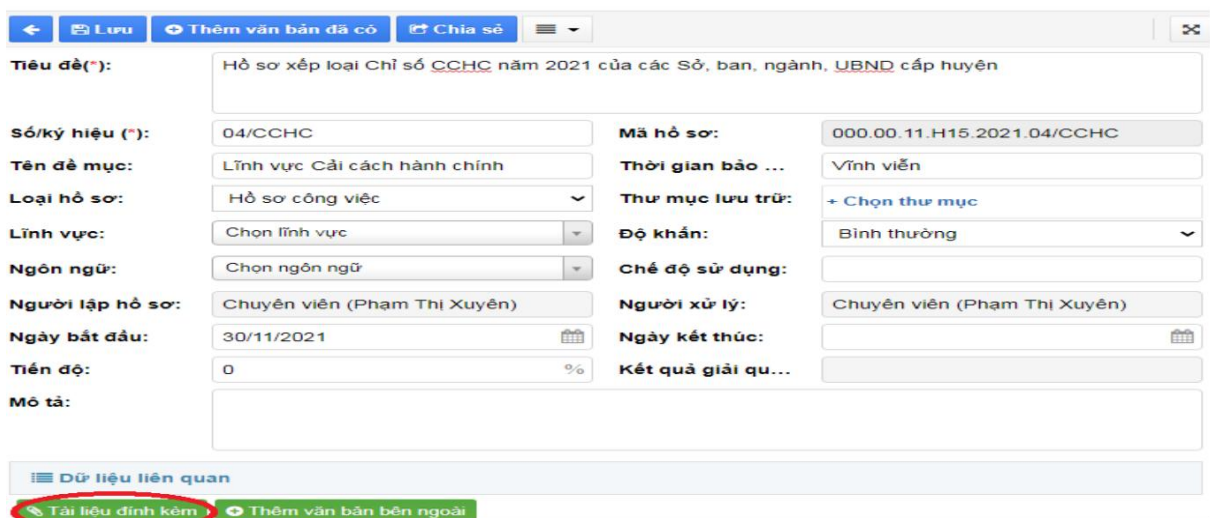 Lưu Thêm văn bản đã có Chia sẻ
Tiêu đề(*): Hồ sơ xếp loại Chỉ số CCHC năm 2021 của các Sở, ban, ngành, UBND cấp huyện
Số/ký hiệu (*): 04/CCHC Mã hồ sơ: 000.00.11.H15.2021.04/CCHC
Tên đề mục: Lĩnh vực Cải cách hành chính Thời gian bảo ... Vĩnh viễn
Loại hồ sơ: Hồ sơ công việc Thư mục lưu trữ: + Chọn thư mục
Lĩnh vực: Chọn lĩnh vực Độ khẩn: Bình thường
Ngôn ngữ: Chọn ngôn ngữ Chế độ sử dụng:
Người lập hồ sơ: Chuyên viên (Phạm Thị Xuyên) Người xử lý: Chuyên viên (Phạm Thị Xuyên)
Ngày bắt đầu: 30/11/2021 Ngày kết thúc:
Tiến độ: 0 % Kết quả giải qu...
Mô tả:
Dữ liệu liên quan
Tài liệu đính kèm Thêm văn bản bên ngoài